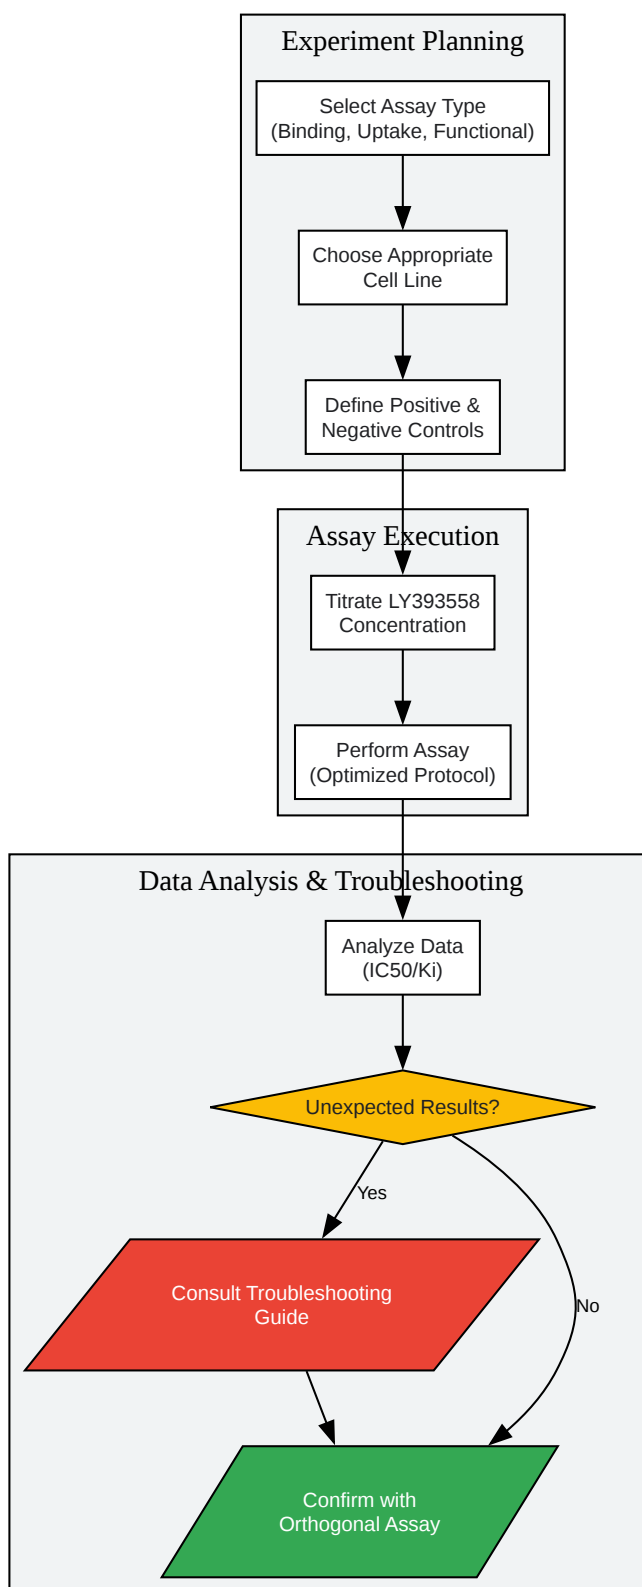 Experiment Planning
Select Assay Type
(Binding, Uptake, Functional)
Choose Appropriate
Cell Line
Define Positive &
Negative Controls
Assay Execution
Titrate LY393558
Concentration
Perform Assay
(Optimized Protocol)
Data Analysis & Troubleshooting
Analyze Data
(IC50/Ki)
Unexpected Results?
Yes
Consult Troubleshooting
Guide
No
Confirm with
Orthogonal Assay